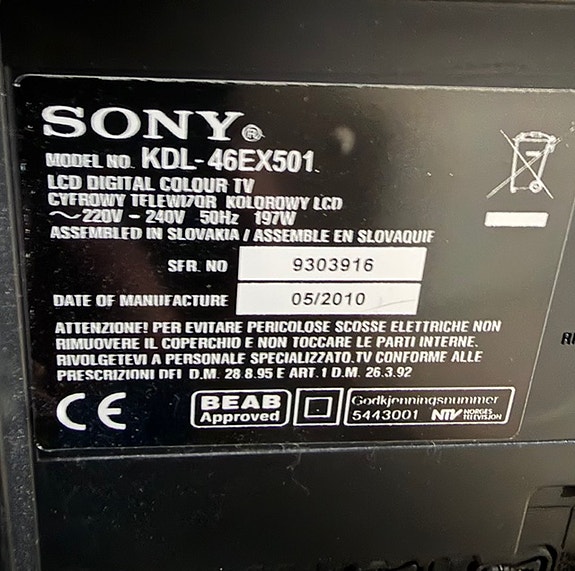 SONY®
MODEL NO. KDL-46EX501
LCD DIGITAL COLOUR TV
CYFROWY TELEWIZOR KOLOROWY LCD
~220V - 240V 50Hz 197W
ASSEMBLED IN SLOVAKIA / ASSEMBLE EN SLOVAQUIE
SER. NO 9303916
DATE OF MANUFACTURE 05/2010
ATTENZIONE! PER EVITARE PERICOLOSE SCOSSE ELETTRICHE NON
RIMUOVERE IL COPERCHIO E NON TOCCARE LE PARTI INTERNE.
RIVOLGETEVI A PERSONALE SPECIALIZZATO.TV CONFORME ALLE
PRESCRIZIONI DEI D.M. 28 8.95 E ART.1 D.M. 26.3.92
CE
BEAB
Approved
Godkjenningsnummer
5443001 NTV NORGES
TELEVISJON